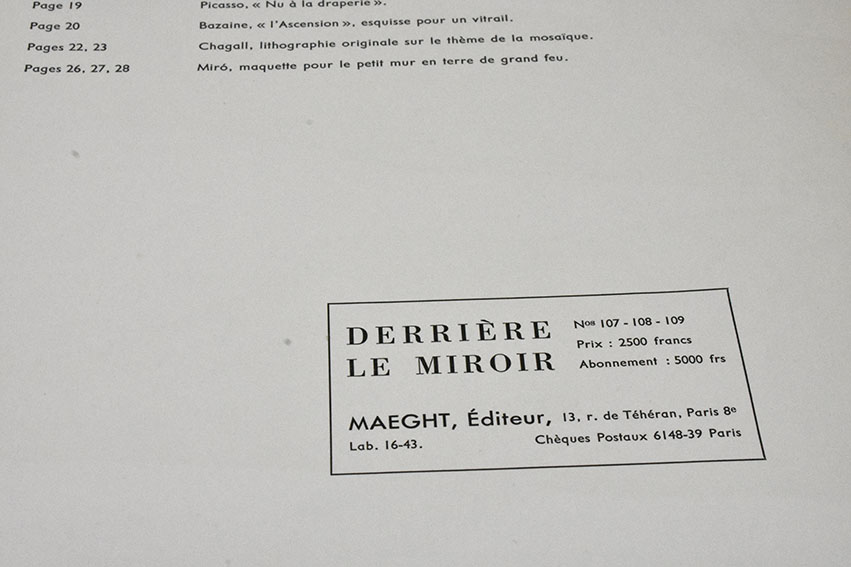 Page 19 Picasso, « Nu à la draperie ».
Page 20 Bazaine, « l'Ascension », esquisse pour un vitrail.
Pages 22, 23 Chagall, lithographie originale sur le thème de la mosaïque.
Pages 26, 27, 28 Miró, maquette pour le petit mur en terre de grand feu.
DERRIÈRE
LE MIROIR
Nos 107 - 108 - 109
Prix : 2500 francs
Abonnement : 5000 frs
MAEGHT, Éditeur, 13, r. de Téhéran, Paris 8e
Lab. 16-43. Chèques Postaux 6148-39 Paris